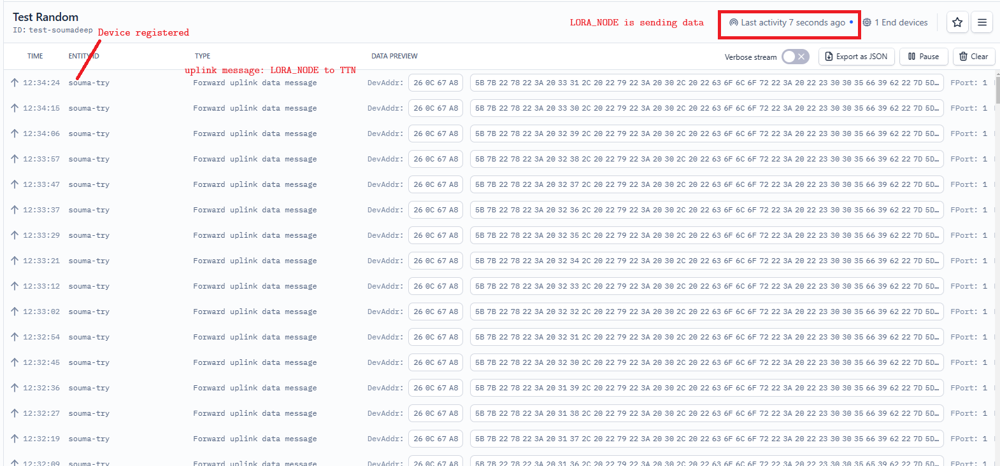 Test Random
ID: test-soumadeep
Device registered
LORA_NODE is sending data
Last activity 7 seconds ago
1 End devices
TIME ENTITY ID TYPE DATA PREVIEW
Verbose stream Export as JSON Pause Clear
uplink message: LORA_NODE to TTN
12:34:24 souma-try Forward uplink data message DevAddr: 26 0C 67 A8 5B 7B 22 78 22 3A 20 33 31 2C 20 22 79 22 3A 20 30 2C 20 22 63 6F 6C 6F 72 22 3A 20 22 23 30 30 35 66 39 62 22 7D 5D… FPort: 1
12:34:15 souma-try Forward uplink data message DevAddr: 26 0C 67 A8 5B 7B 22 78 22 3A 20 33 30 2C 20 22 79 22 3A 20 30 2C 20 22 63 6F 6C 6F 72 22 3A 20 22 23 30 30 35 66 39 62 22 7D 5D… FPort: 1
12:34:06 souma-try Forward uplink data message DevAddr: 26 0C 67 A8 5B 7B 22 78 22 3A 20 32 39 2C 20 22 79 22 3A 20 30 2C 20 22 63 6F 6C 6F 72 22 3A 20 22 23 30 30 35 66 39 62 22 7D 5D… FPort: 1
12:33:57 souma-try Forward uplink data message DevAddr: 26 0C 67 A8 5B 7B 22 78 22 3A 20 32 38 2C 20 22 79 22 3A 20 30 2C 20 22 63 6F 6C 6F 72 22 3A 20 22 23 30 30 35 66 39 62 22 7D 5D… FPort: 1
12:33:47 souma-try Forward uplink data message DevAddr: 26 0C 67 A8 5B 7B 22 78 22 3A 20 32 37 2C 20 22 79 22 3A 20 30 2C 20 22 63 6F 6C 6F 72 22 3A 20 22 23 30 30 35 66 39 62 22 7D 5D… FPort: 1
12:33:37 souma-try Forward uplink data message DevAddr: 26 0C 67 A8 5B 7B 22 78 22 3A 20 32 36 2C 20 22 79 22 3A 20 30 2C 20 22 63 6F 6C 6F 72 22 3A 20 22 23 30 30 35 66 39 62 22 7D 5D… FPort: 1
12:33:29 souma-try Forward uplink data message DevAddr: 26 0C 67 A8 5B 7B 22 78 22 3A 20 32 35 2C 20 22 79 22 3A 20 30 2C 20 22 63 6F 6C 6F 72 22 3A 20 22 23 30 30 35 66 39 62 22 7D 5D… FPort: 1
12:33:21 souma-try Forward uplink data message DevAddr: 26 0C 67 A8 5B 7B 22 78 22 3A 20 32 34 2C 20 22 79 22 3A 20 30 2C 20 22 63 6F 6C 6F 72 22 3A 20 22 23 30 30 35 66 39 62 22 7D 5D… FPort: 1
12:33:12 souma-try Forward uplink data message DevAddr: 26 0C 67 A8 5B 7B 22 78 22 3A 20 32 33 2C 20 22 79 22 3A 20 30 2C 20 22 63 6F 6C 6F 72 22 3A 20 22 23 30 30 35 66 39 62 22 7D 5D… FPort: 1
12:33:02 souma-try Forward uplink data message DevAddr: 26 0C 67 A8 5B 7B 22 78 22 3A 20 32 32 2C 20 22 79 22 3A 20 30 2C 20 22 63 6F 6C 6F 72 22 3A 20 22 23 30 30 35 66 39 62 22 7D 5D… FPort: 1
12:32:54 souma-try Forward uplink data message DevAddr: 26 0C 67 A8 5B 7B 22 78 22 3A 20 32 31 2C 20 22 79 22 3A 20 30 2C 20 22 63 6F 6C 6F 72 22 3A 20 22 23 30 30 35 66 39 62 22 7D 5D… FPort: 1
12:32:45 souma-try Forward uplink data message DevAddr: 26 0C 67 A8 5B 7B 22 78 22 3A 20 32 30 2C 20 22 79 22 3A 20 30 2C 20 22 63 6F 6C 6F 72 22 3A 20 22 23 30 30 35 66 39 62 22 7D 5D… FPort: 1
12:32:36 souma-try Forward uplink data message DevAddr: 26 0C 67 A8 5B 7B 22 78 22 3A 20 31 39 2C 20 22 79 22 3A 20 30 2C 20 22 63 6F 6C 6F 72 22 3A 20 22 23 30 30 35 66 39 62 22 7D 5D… FPort: 1
12:32:27 souma-try Forward uplink data message DevAddr: 26 0C 67 A8 5B 7B 22 78 22 3A 20 31 38 2C 20 22 79 22 3A 20 30 2C 20 22 63 6F 6C 6F 72 22 3A 20 22 23 30 30 35 66 39 62 22 7D 5D… FPort: 1
12:32:19 souma-try Forward uplink data message DevAddr: 26 0C 67 A8 5B 7B 22 78 22 3A 20 31 37 2C 20 22 79 22 3A 20 30 2C 20 22 63 6F 6C 6F 72 22 3A 20 22 23 30 30 35 66 39 62 22 7D 5D… FPort: 1
12:32:09 souma-try Forward uplink data message DevAddr: 26 0C 67 A8 5B 7B 22 78 22 3A 20 31 36 2C 20 22 79 22 3A 20 30 2C 20 22 63 6F 6C 6F 72 22 3A 20 22 23 30 30 35 66 39 62 22 7D 5D… FPort: 1